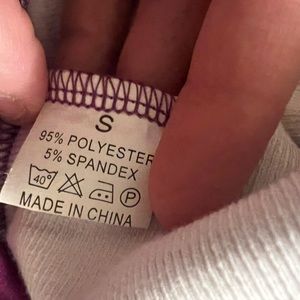 S
95% POLYESTER
5% SPANDEX
40° P
MADE IN CHINA